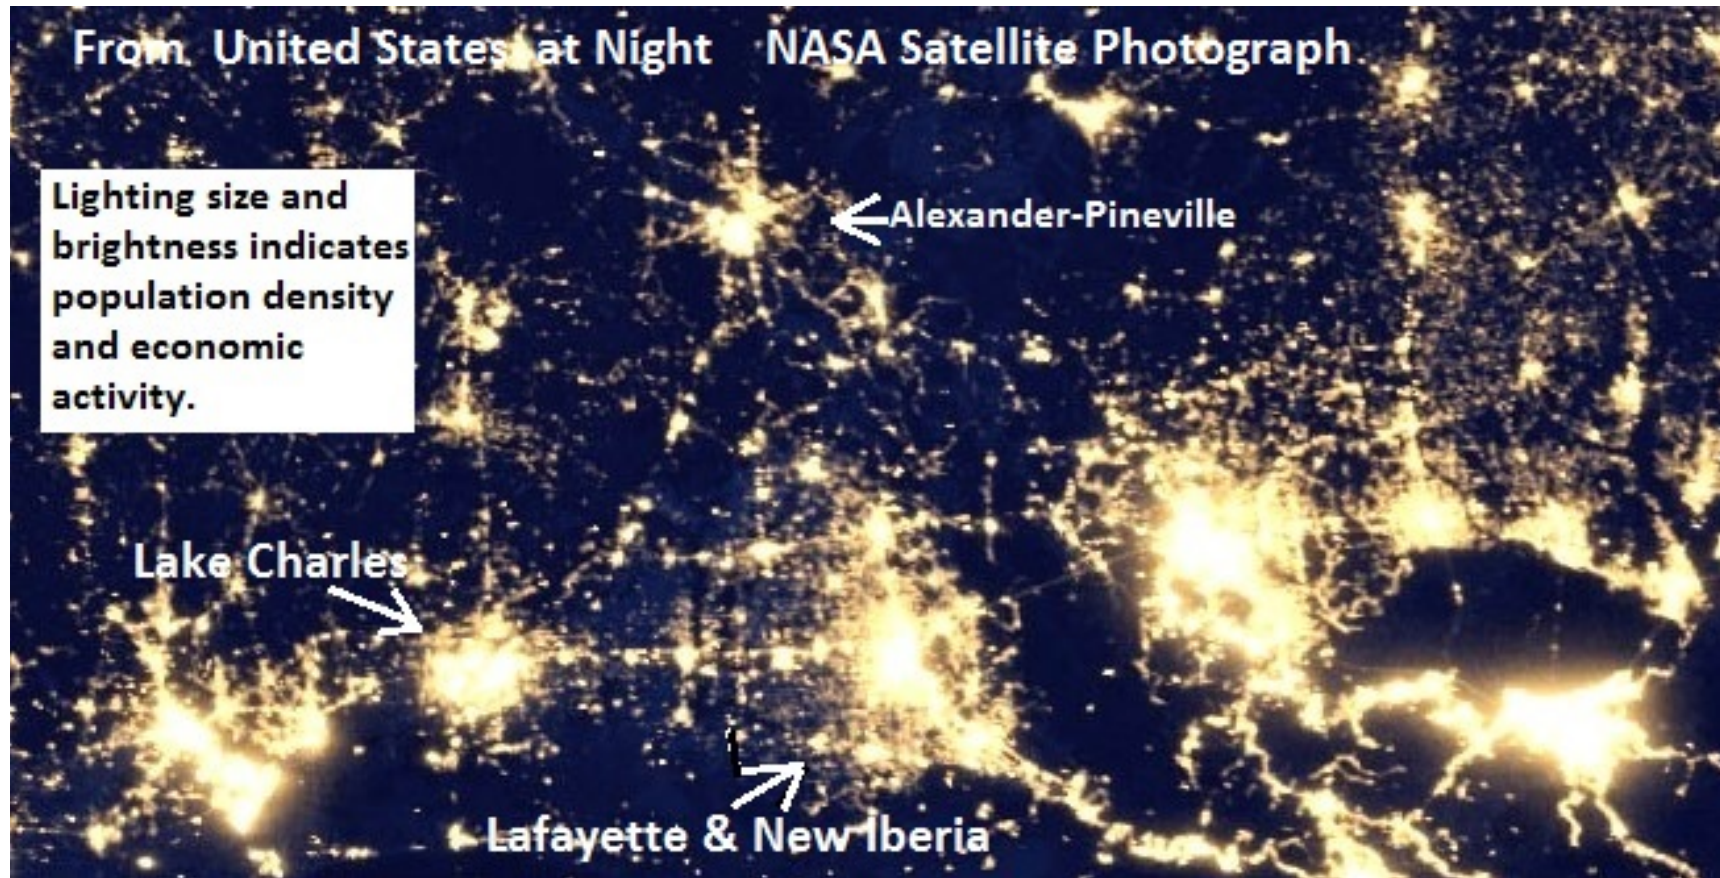 From United States at Night NASA Satellite Photograph
Lighting size and
brightness indicates
population density
and economic
activity.
Alexander-Pineville
Lake Charles
Lafayette & New Iberia